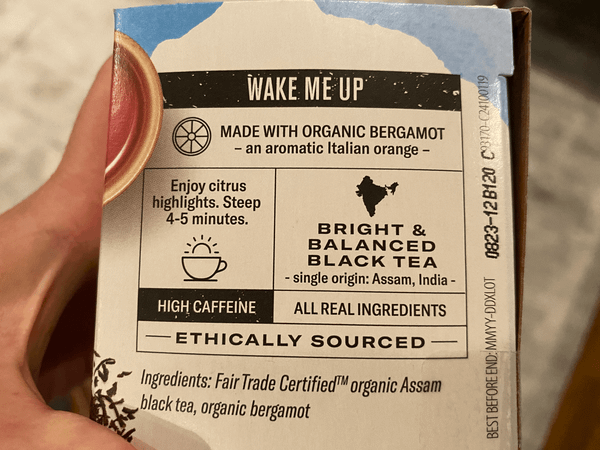 WAKE ME UP
MADE WITH ORGANIC BERGAMOT
– an aromatic Italian orange –
Enjoy citrus
highlights. Steep
4-5 minutes.
BRIGHT &
BALANCED
BLACK TEA
- single origin: Assam, India -
HIGH CAFFEINE
ALL REAL INGREDIENTS
ETHICALLY SOURCED
Ingredients: Fair Trade Certified™ organic Assam
black tea, organic bergamot
BEST BEFORE END: MMYY-DDXLOT
0823-12 B120 C